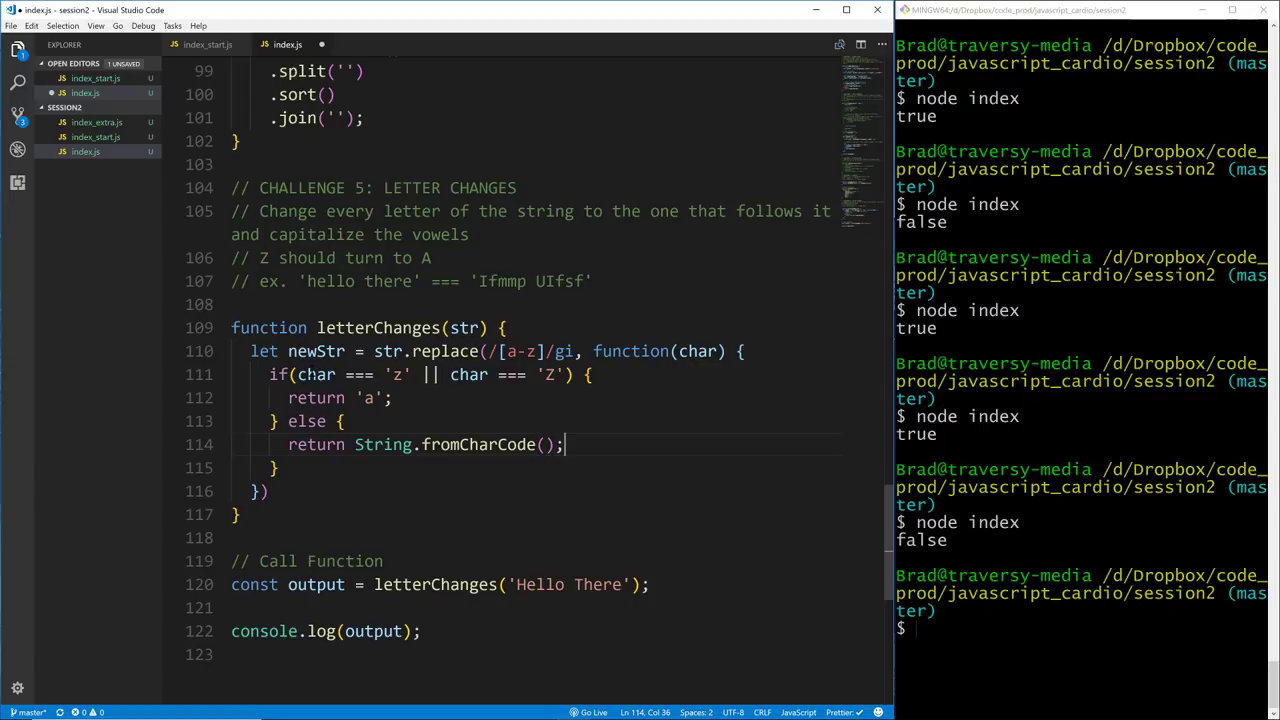 index.js - session2 - Visual Studio Code
File Edit Selection View Go Debug Tasks Help
EXPLORER
OPEN EDITORS 1 UNSAVED
JS index_start.js U
JS index.js U
SESSION2
JS index_extra.js U
JS index_start.js U
JS index.js U
1
3
JS index_start.js JS index.js
99 .split('')
100 .sort()
101 .join('');
102 }
103
104 // CHALLENGE 5: LETTER CHANGES
105 // Change every letter of the string to the one that follows it
and capitalize the vowels
106 // Z should turn to A
107 // ex. 'hello there' === 'Ifmmp UIfsf'
108
109 function letterChanges(str) {
110 let newStr = str.replace(/[a-z]/gi, function(char) {
111 if(char === 'z' || char === 'Z') {
112 return 'a';
113 } else {
114 return String.fromCharCode();
115 }
116 })
117 }
118
119 // Call Function
120 const output = letterChanges('Hello There');
121
122 console.log(output);
123
master* 0 0 Go Live Ln 114, Col 36 Spaces: 2 UTF-8 CRLF JavaScript Prettier: ✓
MINGW64:/d/Dropbox/code_prod/javascript_cardio/session2
Brad@traversy-media /d/Dropbox/code_
prod/javascript_cardio/session2 (mas
ter)
$ node index
true
Brad@traversy-media /d/Dropbox/code_
prod/javascript_cardio/session2 (mas
ter)
$ node index
false
Brad@traversy-media /d/Dropbox/code_
prod/javascript_cardio/session2 (mas
ter)
$ node index
true
Brad@traversy-media /d/Dropbox/code_
prod/javascript_cardio/session2 (mas
ter)
$ node index
true
Brad@traversy-media /d/Dropbox/code_
prod/javascript_cardio/session2 (mas
ter)
$ node index
false
Brad@traversy-media /d/Dropbox/code_
prod/javascript_cardio/session2 (mas
ter)
$